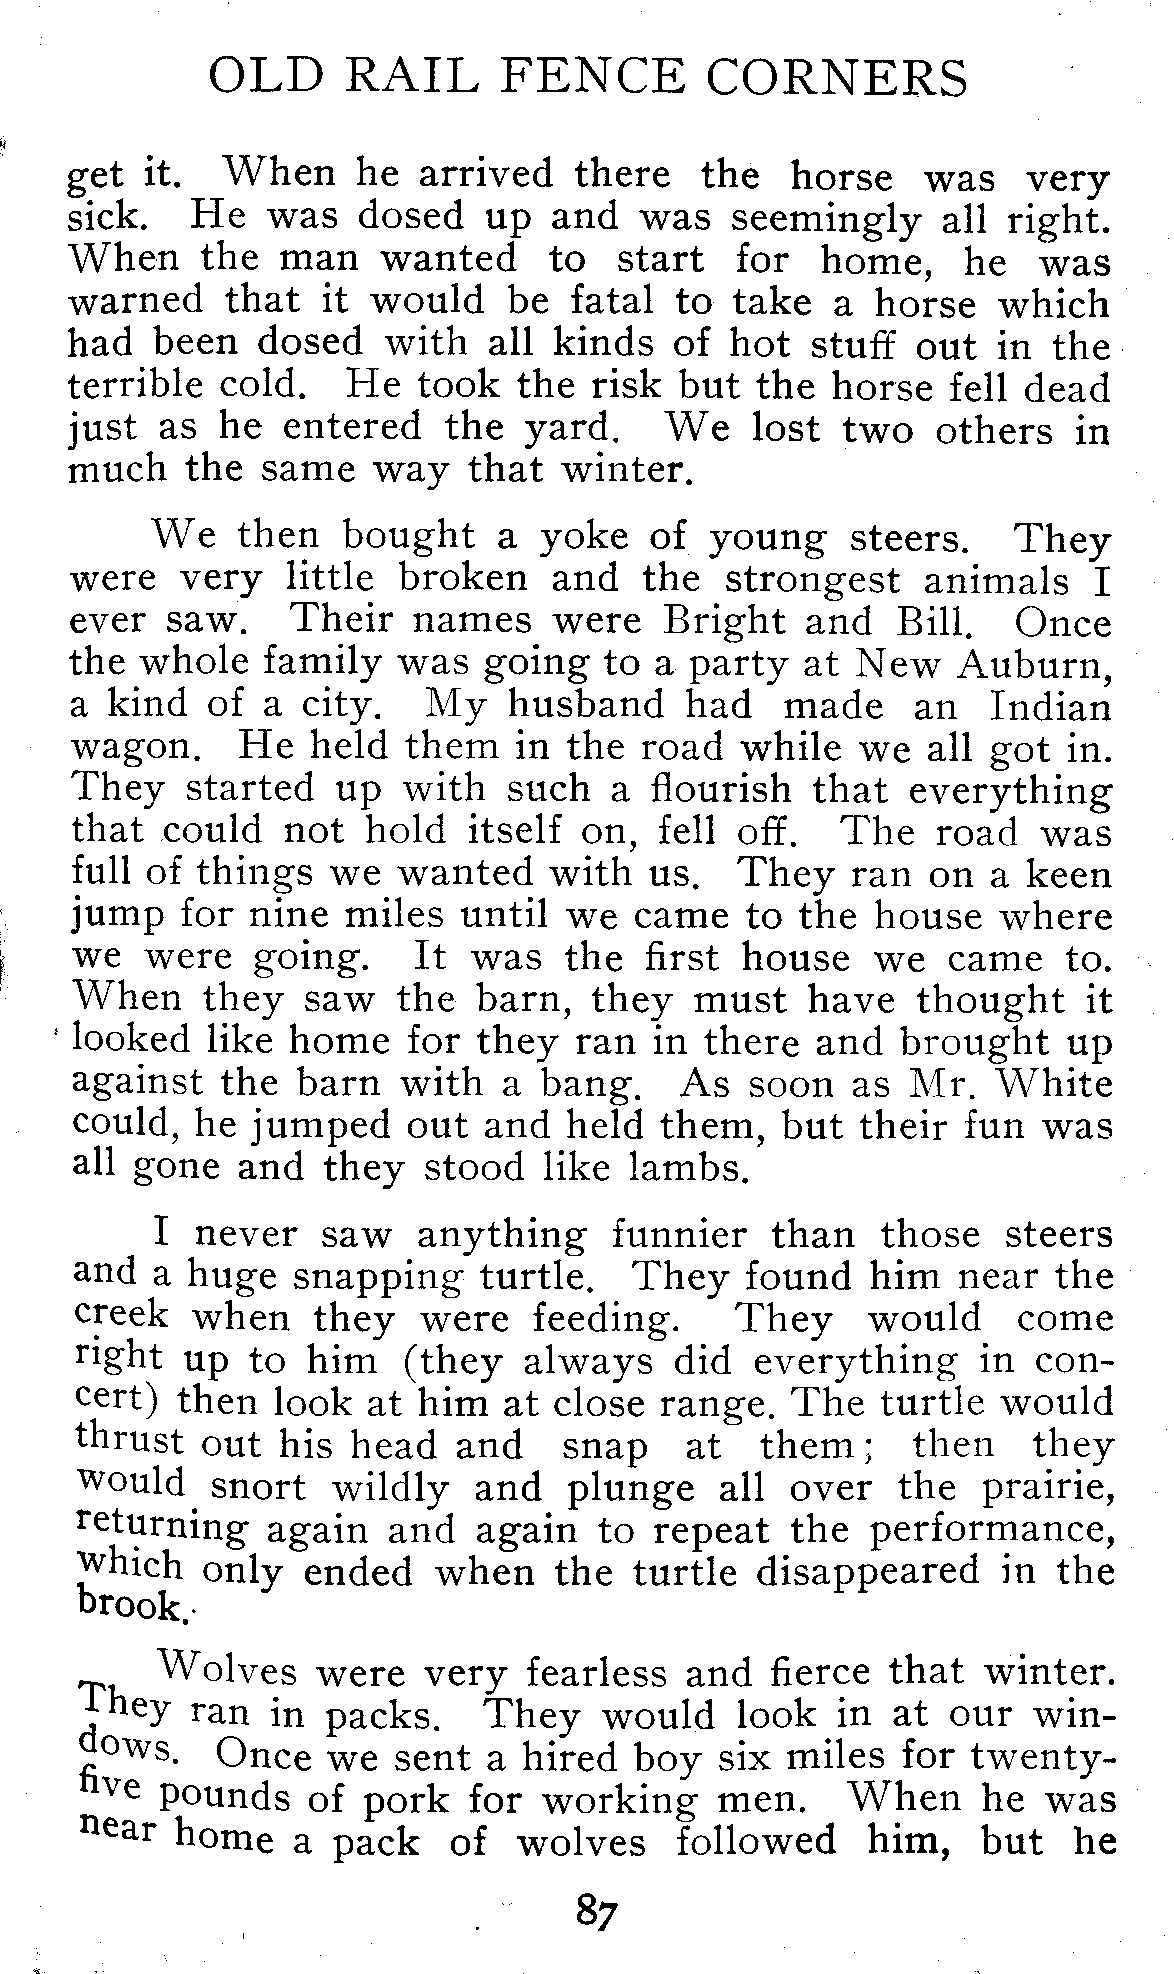 OLD RAIL FENCE CORNERS
get it. When he arrived there the horse was very
sick. He was dosed up and was seemingly all right.
When the man wanted to start for home, he was
warned that it would be fatal to take a horse which
had been dosed with all kinds of hot stuff out in the
terrible cold. He took the risk but the horse fell dead
just as he entered the yard. We lost two others in
much the same way that winter.
We then bought a yoke of young steers. They
were very little broken and the strongest animals I
ever saw. Their names were Bright and Bill. Once
the whole family was going to a party at New Auburn,
a kind of a city. My husband had made an Indian
wagon. He held them in the road while we all got in.
They started up with such a flourish that everything
that could not hold itself on, fell off. The road was
full of things we wanted with us. They ran on a keen
jump for nine miles until we came to the house where
we were going. It was the first house we came to.
When they saw the barn, they must have thought it
looked like home for they ran in there and brought up
against the barn with a bang. As soon as Mr. White
could, he jumped out and held them, but their fun was
all gone and they stood like lambs.
I never saw anything funnier than those steers
and a huge snapping turtle. They found him near the
creek when they were feeding. They would come
right up to him (they always did everything in con-
cert) then look at him at close range. The turtle would
thrust out his head and snap at them; then they
would snort wildly and plunge all over the prairie,
returning again and again to repeat the performance,
which only ended when the turtle disappeared in the
brook.
Wolves were very fearless and fierce that winter.
They ran in packs. They would look in at our win-
dows. Once we sent a hired boy six miles for twenty-
five pounds of pork for working men. When he was
near home a pack of wolves followed him, but he
87